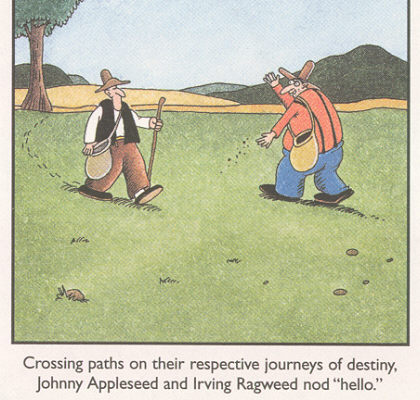 Crossing paths on their respective journeys of destiny,
Johnny Appleseed and Irving Ragweed nod "hello."